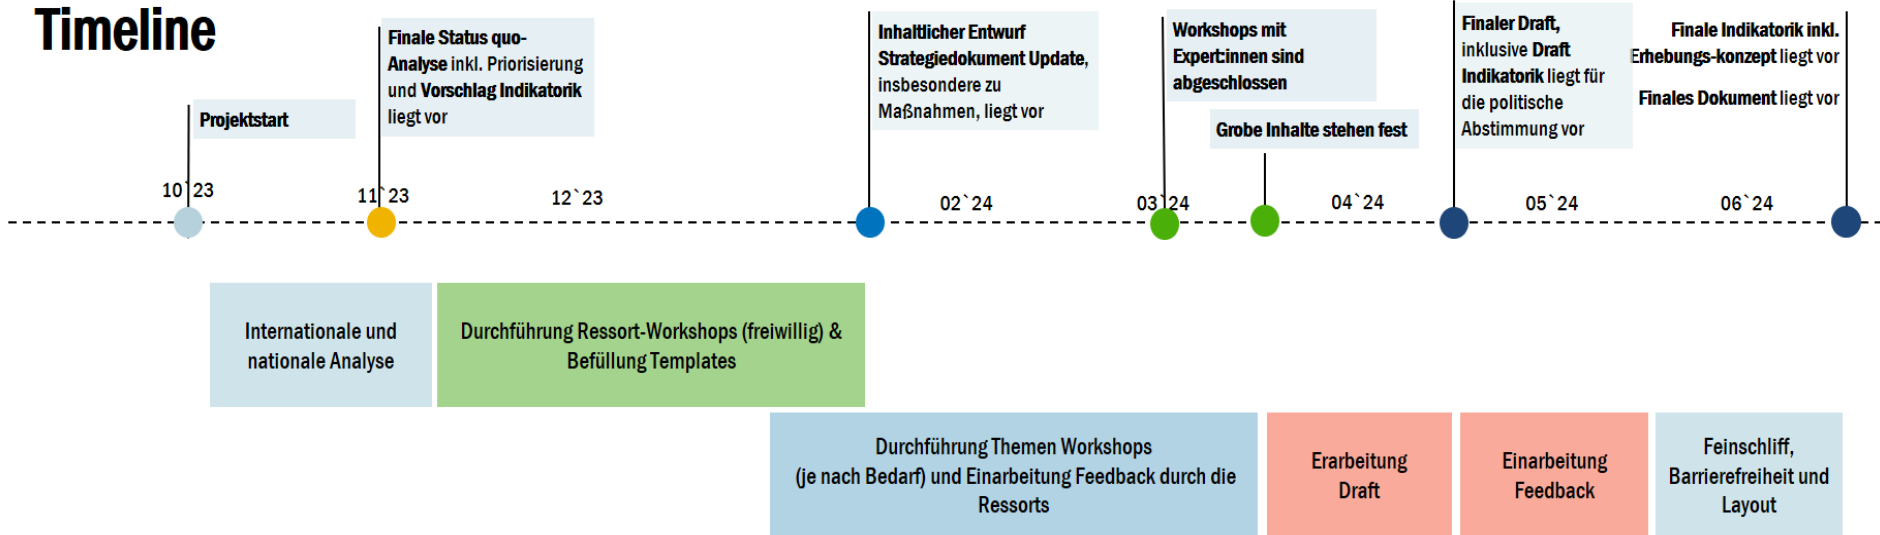 Timeline
Projektstart
Finale Status quo-
Analyse inkl. Priorisierung
und Vorschlag Indikatorik
liegt vor
Inhaltlicher Entwurf
Strategiedokument Update,
insbesondere zu
Maßnahmen, liegt vor
Workshops mit
Expert:innen sind
abgeschlossen
Grobe Inhalte stehen fest
Finaler Draft,
inklusive Draft
Indikatorik liegt für
die politische
Abstimmung vor
Finale Indikatorik inkl.
Erhebungs-konzept liegt vor
Finales Dokument liegt vor
10`23
11`23
12`23
02`24
03`24
04`24
05`24
06`24
Internationale und
nationale Analyse
Durchführung Ressort-Workshops (freiwillig) &
Befüllung Templates
Durchführung Themen Workshops
(je nach Bedarf) und Einarbeitung Feedback durch die
Ressorts
Erarbeitung
Draft
Einarbeitung
Feedback
Feinschliff,
Barrierefreiheit und
Layout